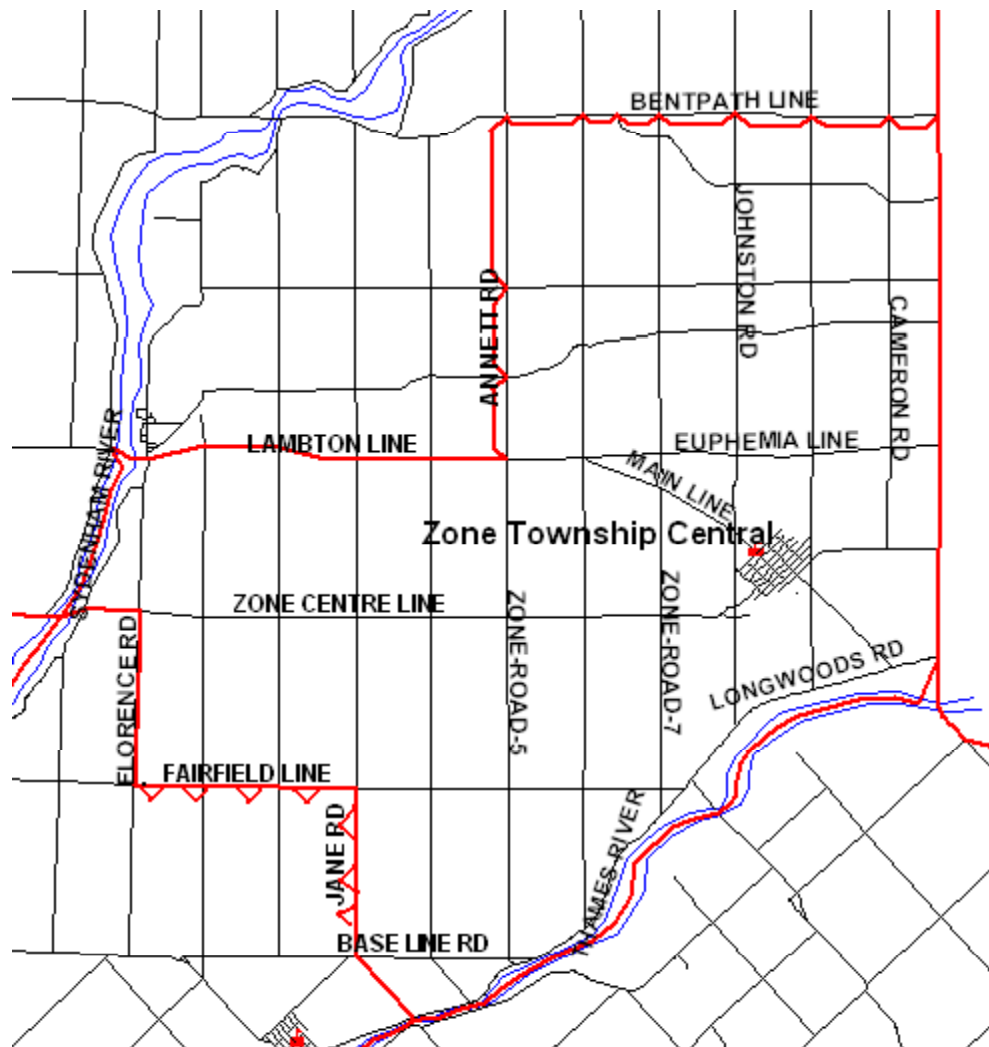 BENTPATH LINE
JOHNSTON RD
ANNETT RD
CAMERON RD
LAMBTON LINE
EUPHEMIA LINE
MAIN LINE
SYDENHAM RIVER
Zone Township Central
ZONE CENTRE LINE
ZONE-ROAD-5
ZONE-ROAD-7
FLORENCE RD
LONGWOODS RD
FAIRFIELD LINE
JANE RD
THAMES RIVER
BASE LINE RD